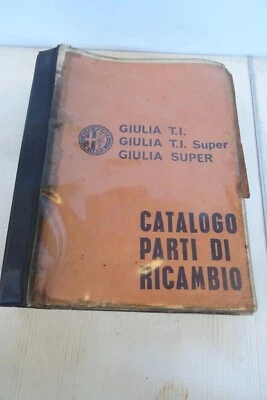 GIULIA T.I.
GIULIA T.I. Super
GIULIA SUPER
CATALOGO
PARTI DI
RICAMBIO